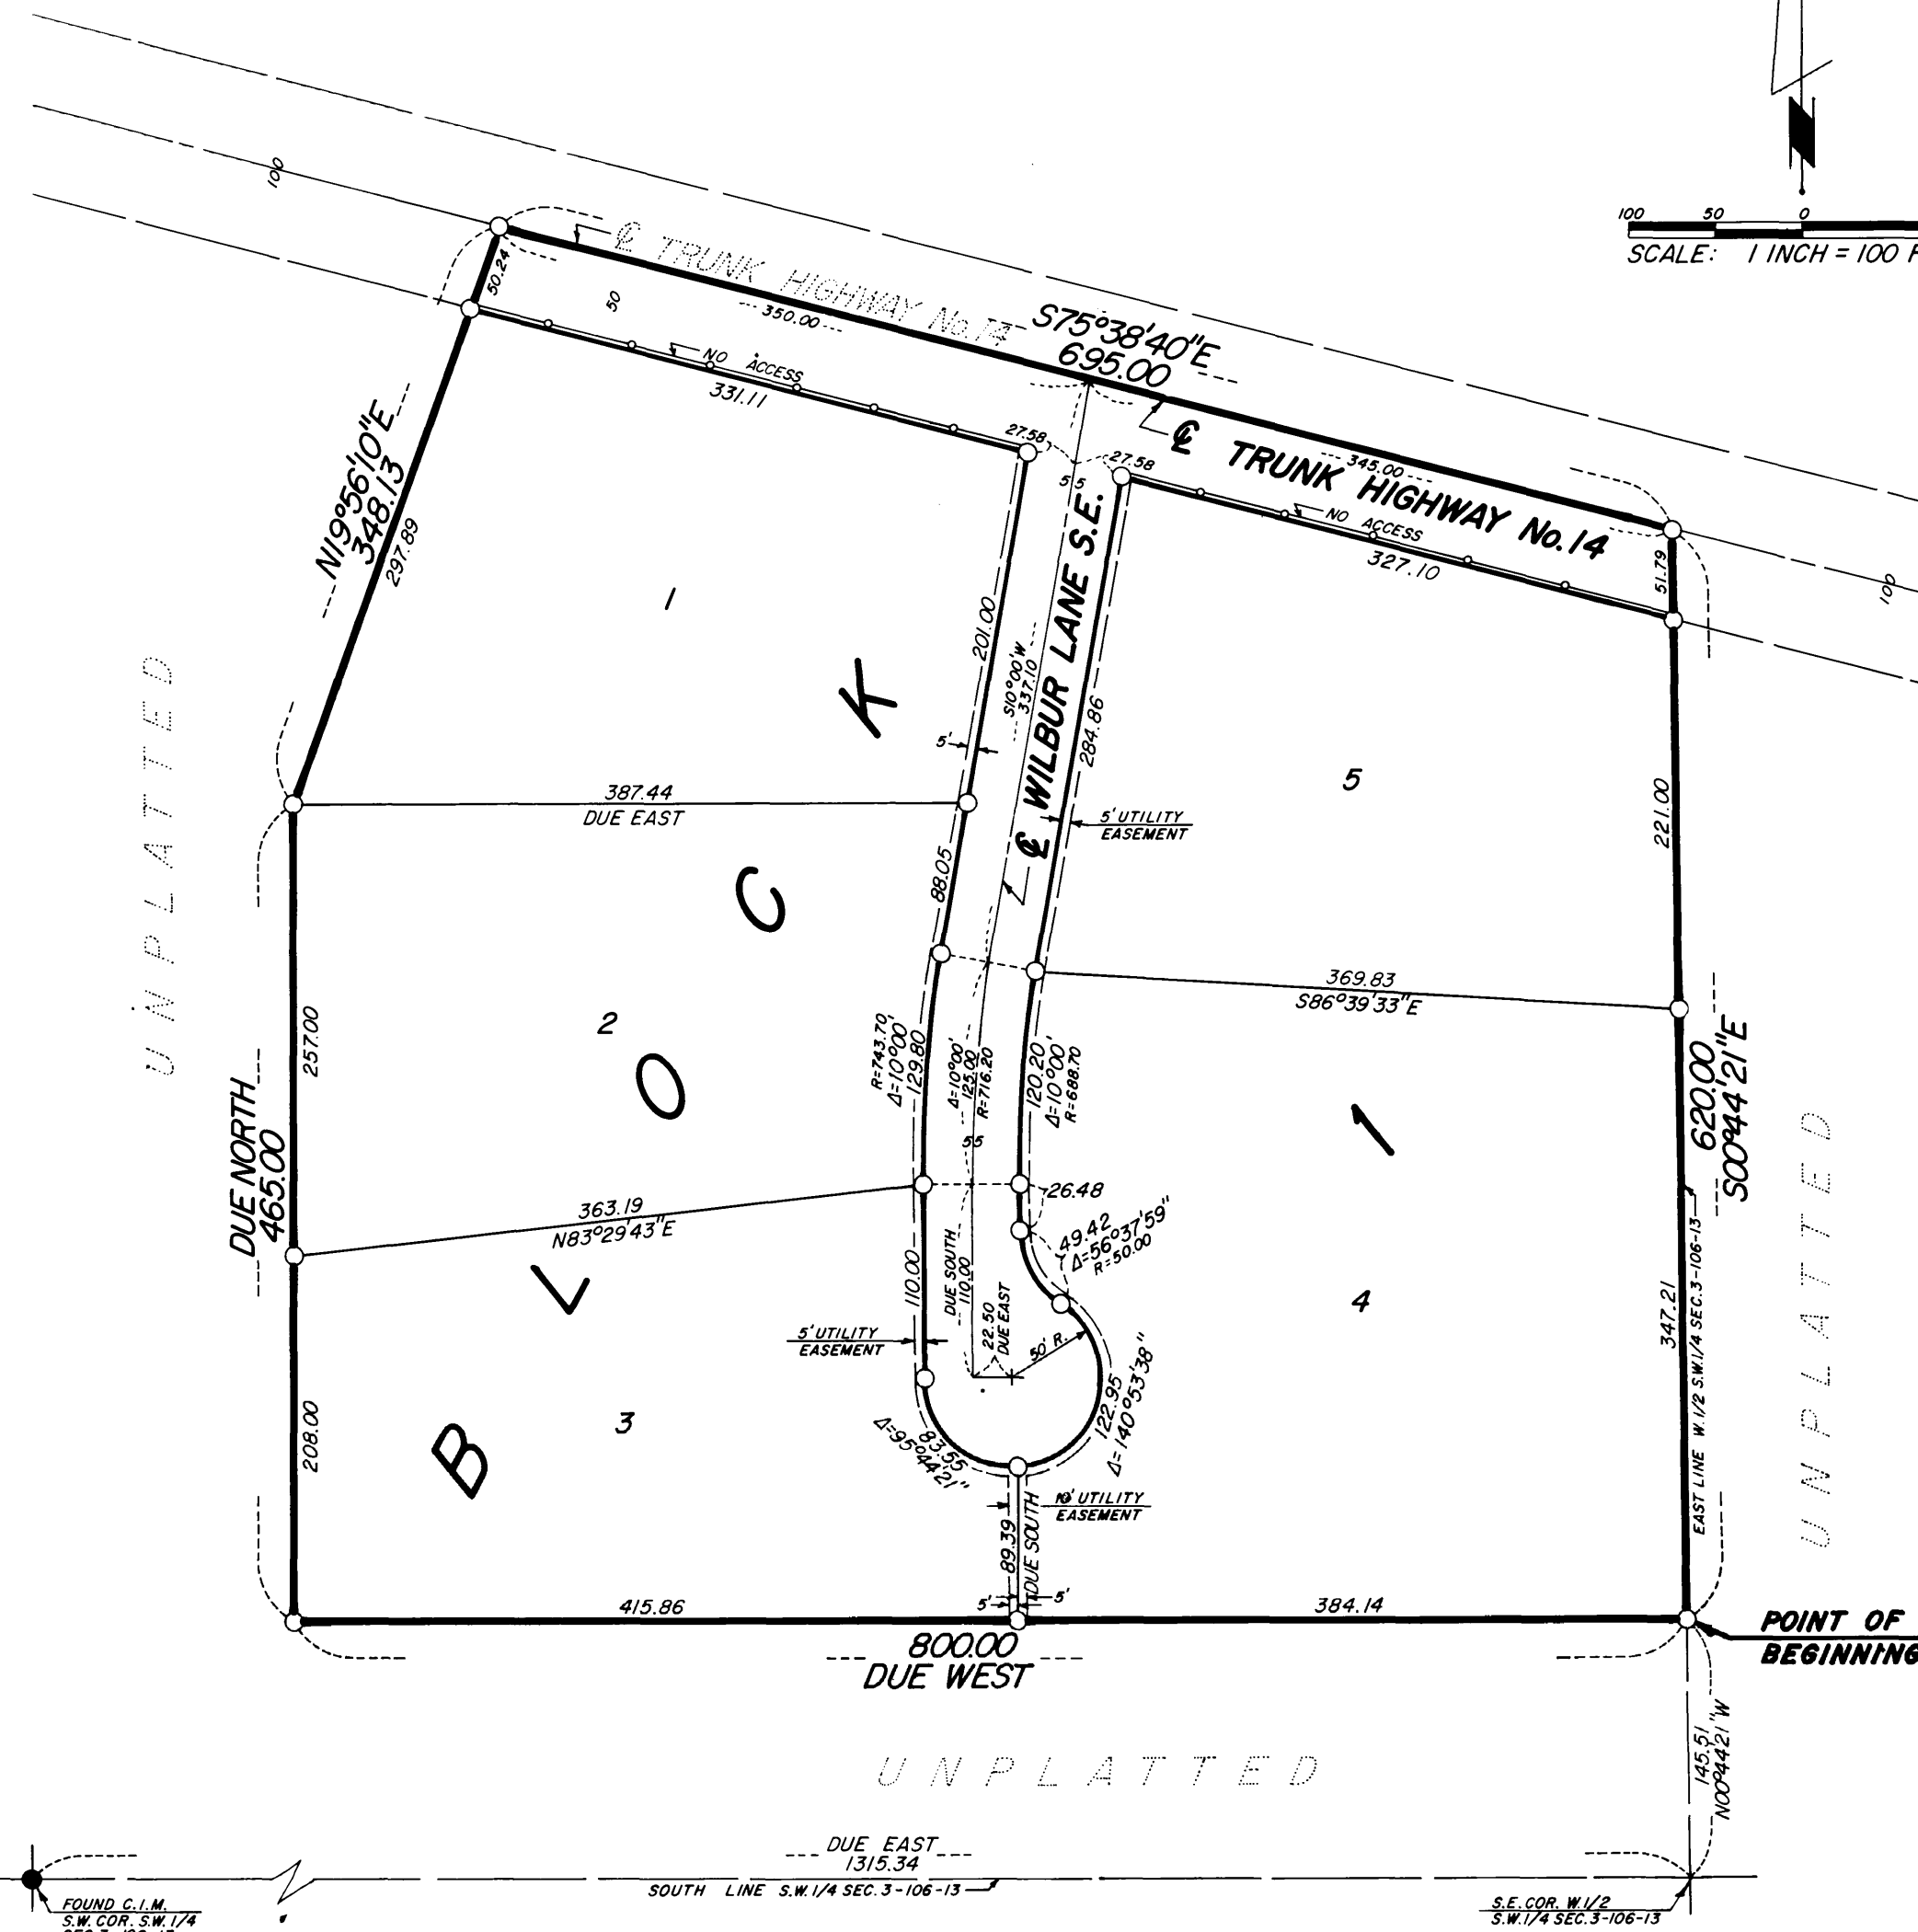 100
100 50 0
SCALE: 1 INCH = 100 F
℄ TRUNK HIGHWAY No. 14
50.24
50
350.00
S75°38'40"E
695.00
NO ACCESS
331.11
27.58
27.58
55
℄ TRUNK HIGHWAY No. 14
345.00
NO ACCESS
327.10
51.79
100
N19°56'10"E
348.13
297.89
1
201.00
S10°00'W
337.10
℄ WILBUR LANE S.E.
284.86
5
5'
5' UTILITY
EASEMENT
221.00
387.44
DUE EAST
88.05
UNPLATTED
BLOCK 1
2
257.00
DUE NORTH
465.00
R=743.70
Δ=10°00'
129.80
Δ=10°00'
125.00
R=716.20
120.20
Δ=10°00'
R=688.70
369.83
S86°39'33"E
620.00
S00°44'21"E
UNPLATTED
55
363.19
N83°29'43"E
26.48
49.42
Δ=56°37'59"
R=50.00
110.00
DUE SOUTH
110.00
22.50
DUE EAST
50' R.
5' UTILITY
EASEMENT
4
347.21
EAST LINE W.1/2 S.W.1/4 SEC.3-106-13
3
208.00
83.55
Δ=95°44'21"
122.95
Δ=140°53'38"
10' UTILITY
EASEMENT
89.39
DUE SOUTH
5'
5'
415.86
384.14
800.00
DUE WEST
POINT OF
BEGINNING
145.51
N00°44'21"W
UNPLATTED
DUE EAST
1315.34
SOUTH LINE S.W.1/4 SEC.3-106-13
FOUND C.I.M.
S.W. COR. S.W. 1/4
S.E. COR. W.1/2
S.W.1/4 SEC.3-106-13